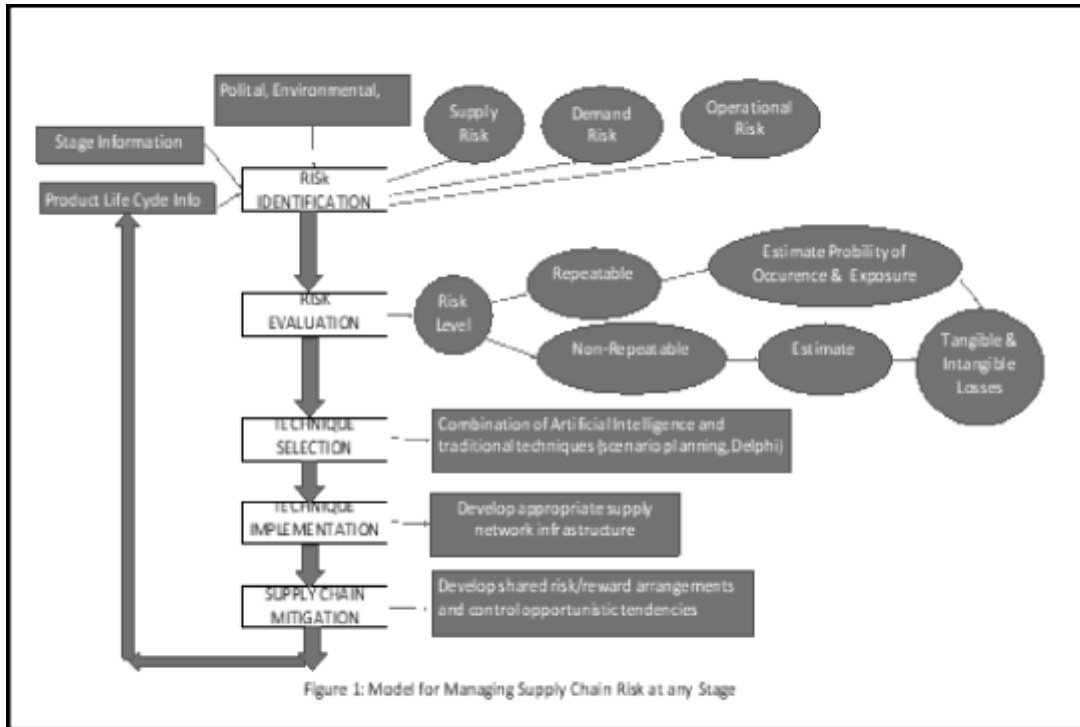 Polital, Environmental,
Supply
Risk
Demand
Risk
Operational
Risk
Stage Information
Product Life Cycle Info
RISK
IDENTIFICATION
RISK
EVALUATION
Risk
Level
Repeatable
Estimate Probility of
Occurence & Exposure
Non-Repeatable
Estimate
Tangible &
Intangible
Losses
TECHNIQUE
SELECTION
Combination of Artificial Intelligence and
traditional techniques (scenario planning, Delphi)
TECHNIQUE
IMPLEMENTATION
Develop appropriate supply
network infrastructure
SUPPLY CHAIN
MITIGATION
Develop shared risk/reward arrangements
and control opportunistic tendencies
Figure 1: Model for Managing Supply Chain Risk at any Stage